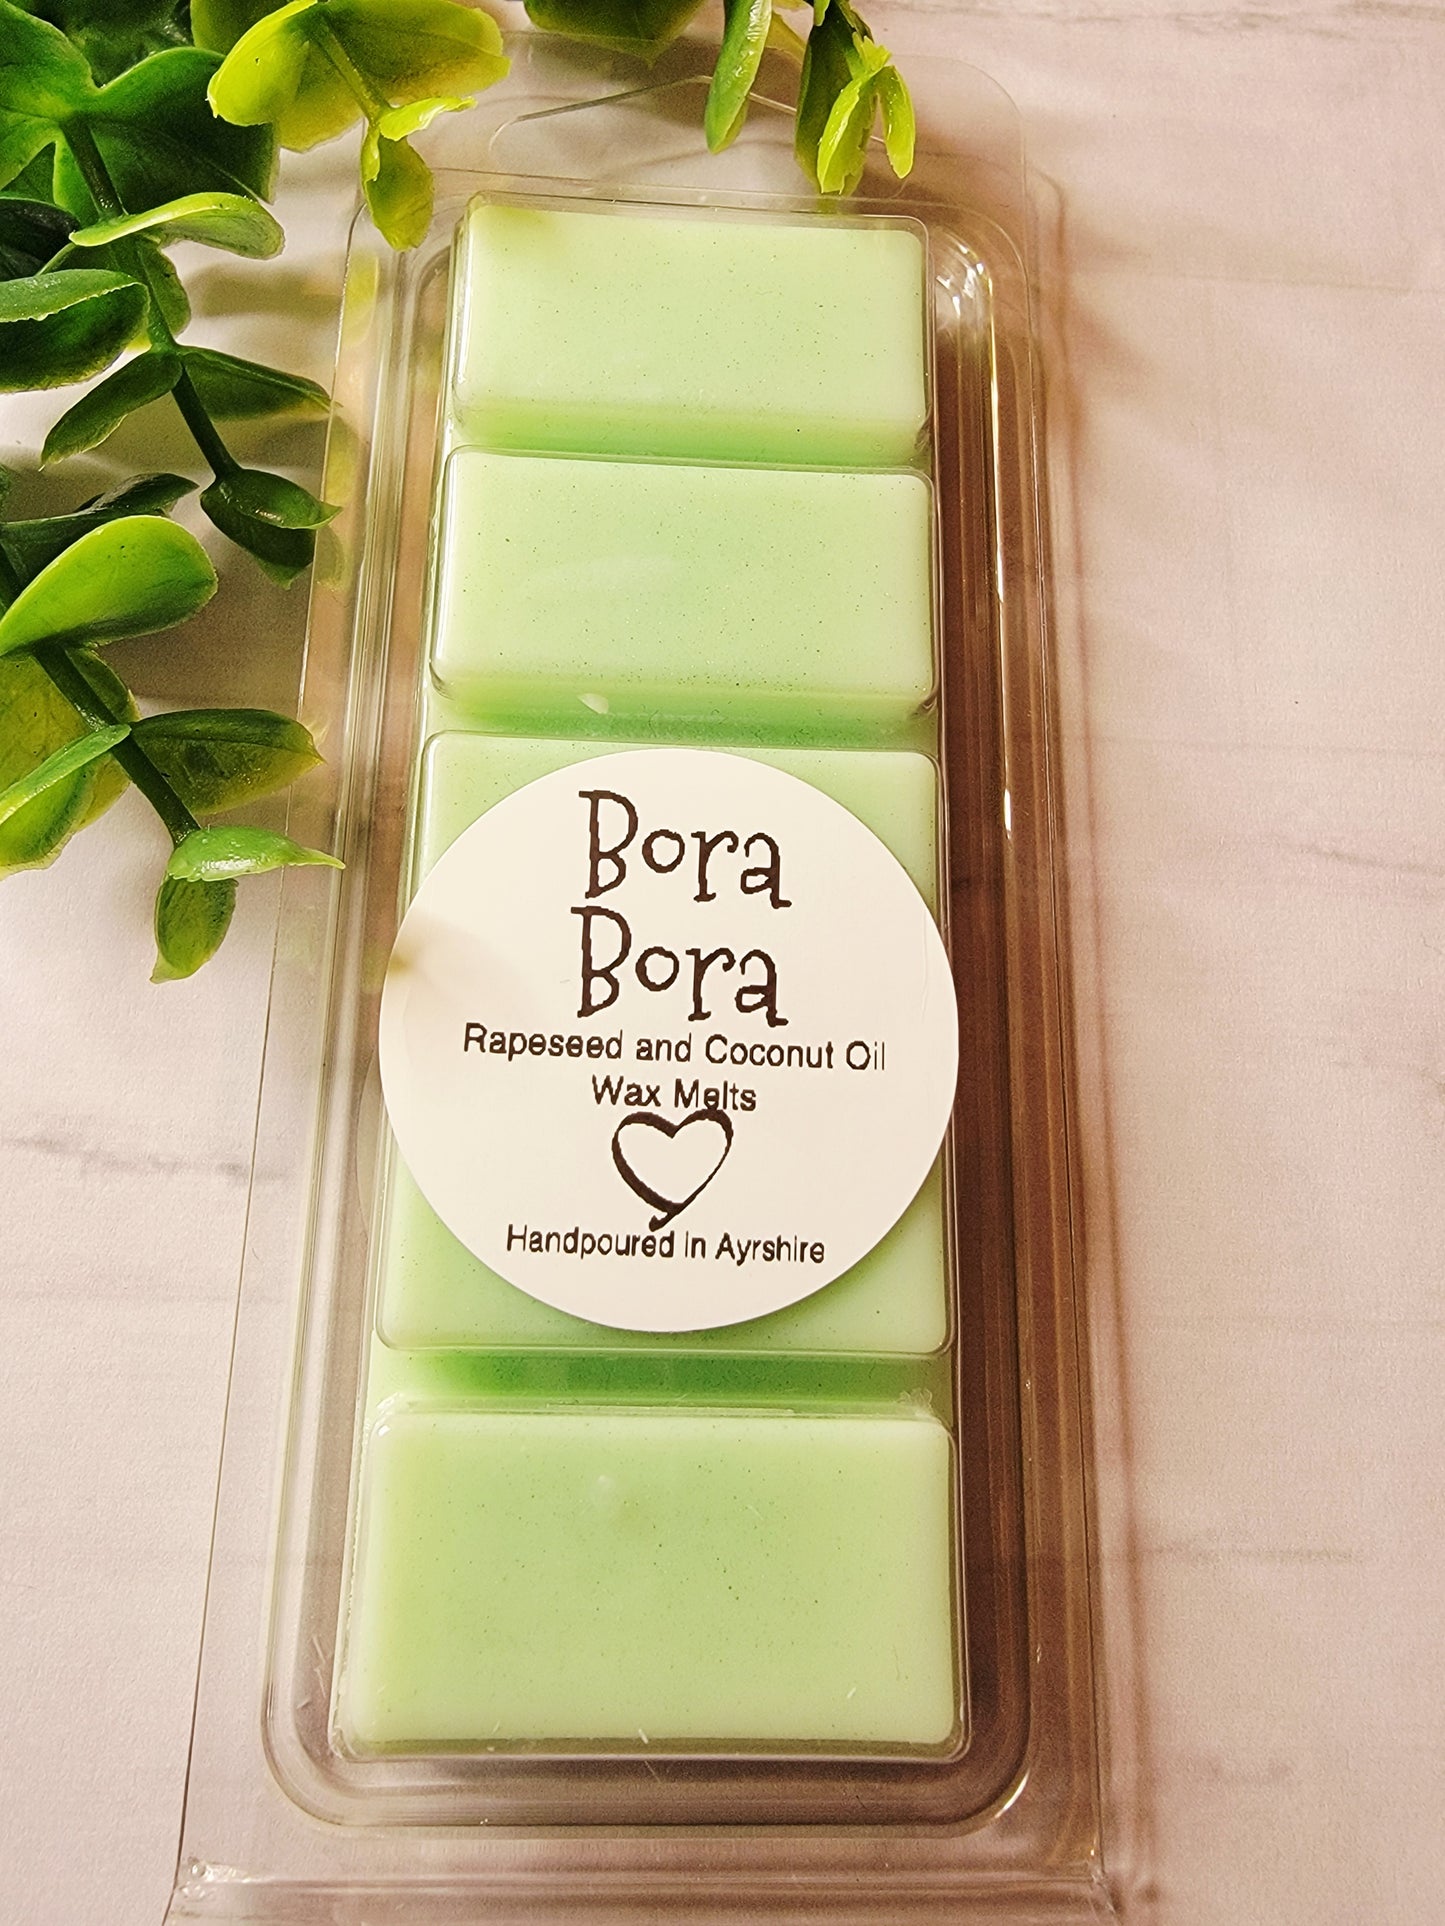 Bora
Bora
Rapeseed and Coconut Oil
Wax Melts
Handpoured in Ayrshire